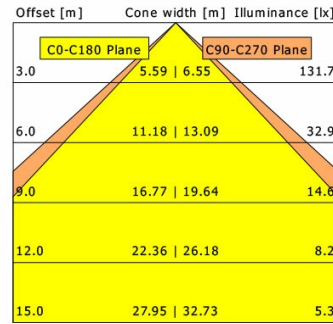 Offset [m] Cone width [m] Illuminance [lx]
C0-C180 Plane C90-C270 Plane
3.0 5.59 | 6.55 131.7
6.0 11.18 | 13.09 32.9
9.0 16.77 | 19.64 14.6
12.0 22.36 | 26.18 8.2
15.0 27.95 | 32.73 5.3